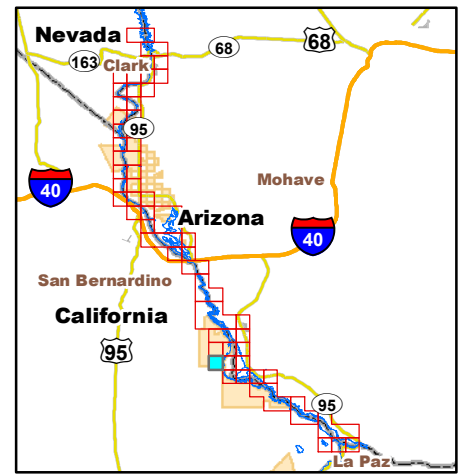 Nevada
68
68
163
Clark
95
40
Mohave
Arizona
40
San Bernardino
California
95
95
La Paz